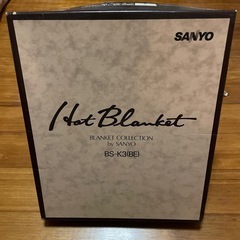 SANYO
Hot Blanket
BLANKET COLLECTION
by SANYO
BS-K3(BE)